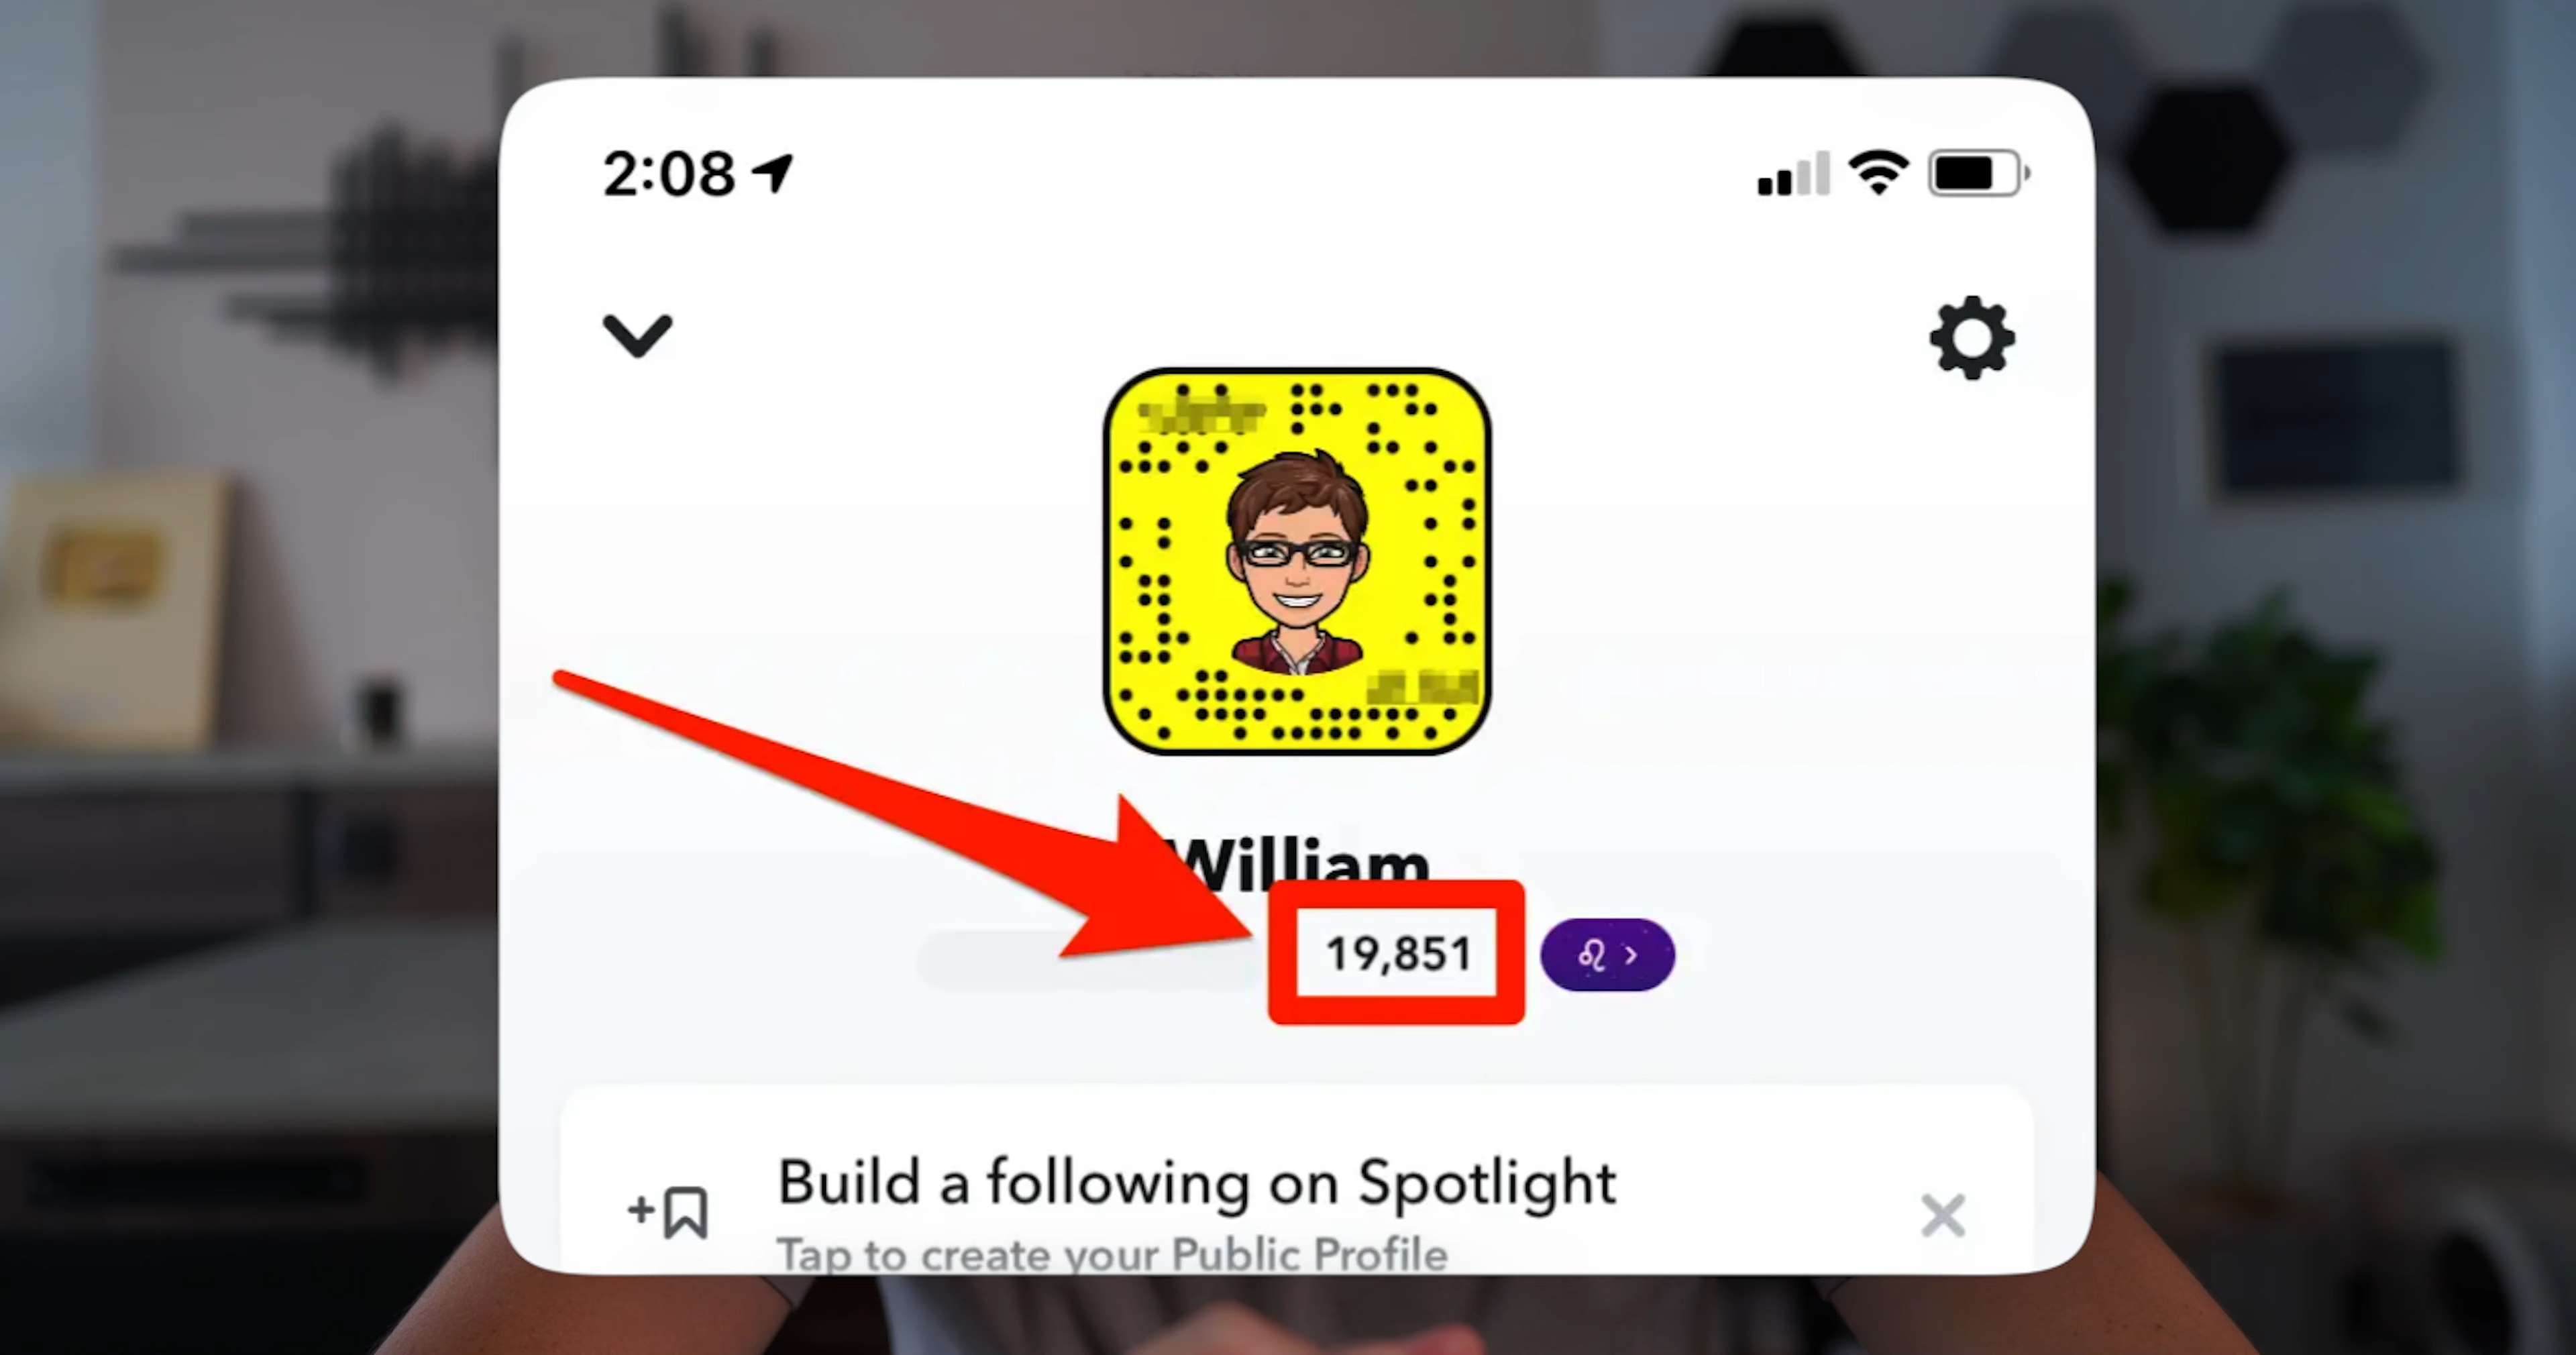 2:08
William
19,851
Build a following on Spotlight
Tap to create your Public Profile